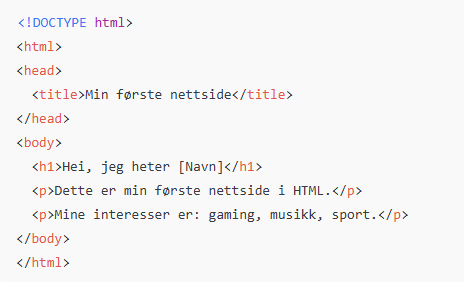 <!DOCTYPE html>
<html>
<head>
  <title>Min første nettside</title>
</head>
<body>
  <h1>Hei, jeg heter [Navn]</h1>
  <p>Dette er min første nettside i HTML.</p>
  <p>Mine interesser er: gaming, musikk, sport.</p>
</body>
</html>